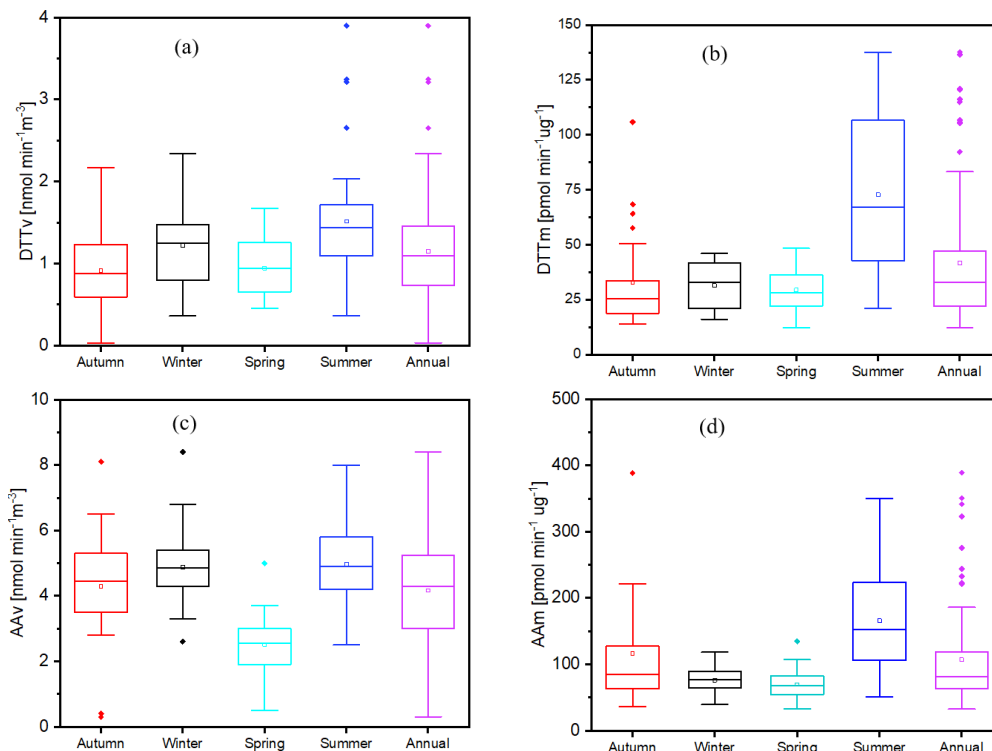 (a)
DTTv [nmol min⁻¹m⁻³]
4
3
2
1
0
Autumn Winter Spring Summer Annual
(b)
DTTm [pmol min⁻¹ug⁻¹]
150
125
100
75
50
25
0
Autumn Winter Spring Summer Annual
(c)
AAv [nmol min⁻¹m⁻³]
10
8
6
4
2
0
Autumn Winter Spring Summer Annual
(d)
AAm [pmol min⁻¹ ug⁻¹]
500
400
300
200
100
0
Autumn Winter Spring Summer Annual